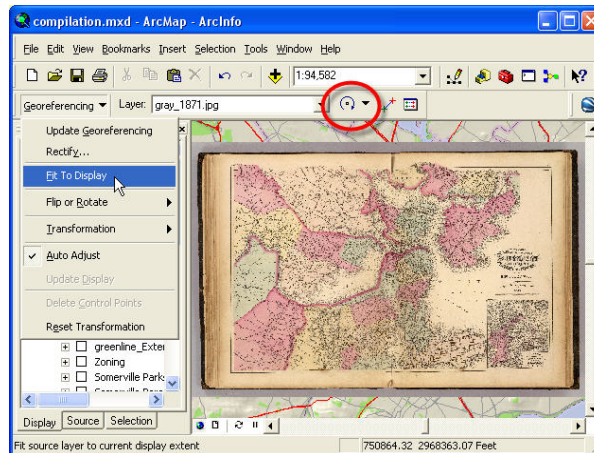 compilation.mxd - ArcMap - ArcInfo
File Edit View Bookmarks Insert Selection Tools Window Help
1:94,582
Georeferencing Layer: gray_1871.jpg
Update Georeferencing
Rectify...
Fit To Display
Flip or Rotate
Transformation
Auto Adjust
Update Display
Delete Control Points
Reset Transformation
greenline_Exter
Zoning
Somerville Park
Display Source Selection
Fit source layer to current display extent 750864.32 2968363.07 Feet